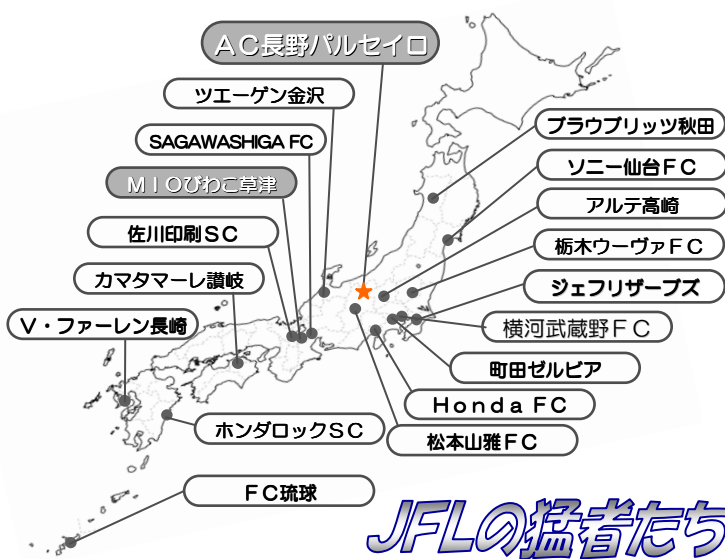 AC長野パルセイロ
ツエーゲン金沢
SAGAWASHIGA FC
MIOびわこ草津
佐川印刷SC
カマタマーレ讃岐
V・ファーレン長崎
ブラウブリッツ秋田
ソニー仙台FC
アルテ高崎
栃木ウーヴァFC
ジェフリザーブズ
横河武蔵野FC
町田ゼルビア
Honda FC
松本山雅FC
ホンダロックSC
FC琉球
JFLの猛者たち